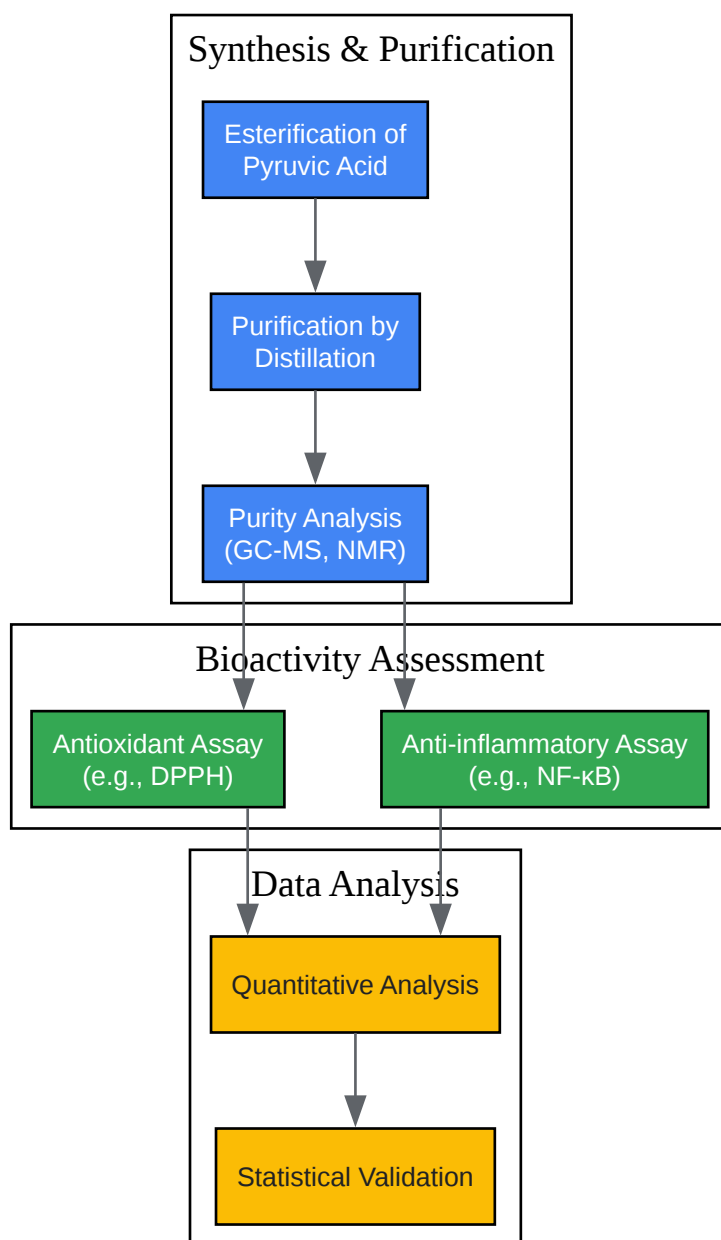 Synthesis & Purification
Esterification of
Pyruvic Acid
Purification by
Distillation
Purity Analysis
(GC-MS, NMR)
Bioactivity Assessment
Antioxidant Assay
(e.g., DPPH)
Anti-inflammatory Assay
(e.g., NF-κB)
Data Analysis
Quantitative Analysis
Statistical Validation